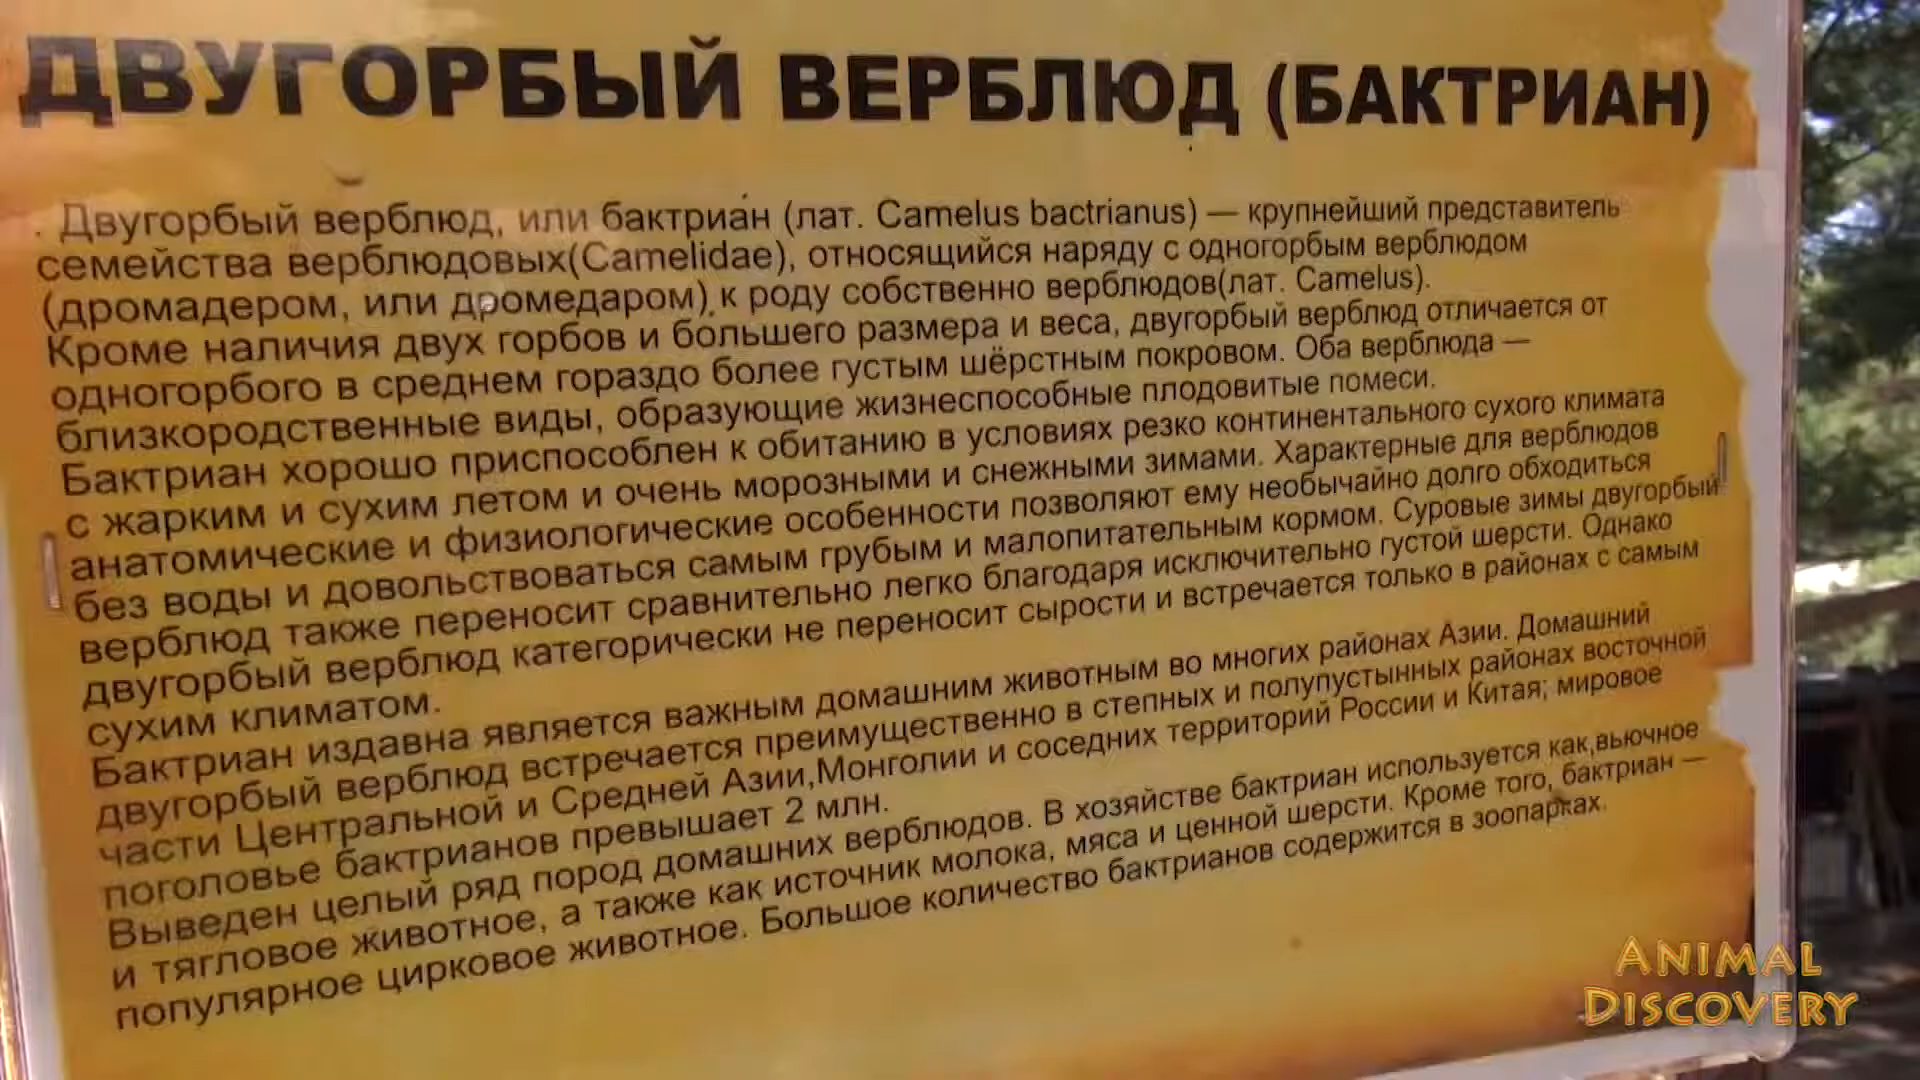 ДВУГОРБЫЙ ВЕРБЛЮД (БАКТРИАН)
. Двугорбый верблюд, или бактриан (лат. Camelus bactrianus) — крупнейший представитель
семейства верблюдовых(Camelidae), относящийся наряду с одногорбым верблюдом
(дромадером, или дромедаром) к роду собственно верблюдов(лат. Camelus).
Кроме наличия двух горбов и большего размера и веса, двугорбый верблюд отличается от
одногорбого в среднем гораздо более густым шёрстным покровом. Оба верблюда —
близкородственные виды, образующие жизнеспособные плодовитые помеси.
Бактриан хорошо приспособлен к обитанию в условиях резко континентального сухого климата
с жарким и сухим летом и очень морозными и снежными зимами. Характерные для верблюдов
анатомические и физиологические особенности позволяют ему необычайно долго обходиться
без воды и довольствоваться самым грубым и малопитательным кормом. Суровые зимы двугорбый
верблюд также переносит сравнительно легко благодаря исключительно густой шерсти. Однако
двугорбый верблюд категорически не переносит сырости и встречается только в районах с самым
сухим климатом.
Бактриан издавна является важным домашним животным во многих районах Азии. Домашний
двугорбый верблюд встречается преимущественно в степных и полупустынных районах восточной
части Центральной и Средней Азии,Монголии и соседних территорий России и Китая; мировое
поголовье бактрианов превышает 2 млн.
Выведен целый ряд пород домашних верблюдов. В хозяйстве бактриан используется как,вьючное
и тягловое животное, а также как источник молока, мяса и ценной шерсти. Кроме того, бактриан —
популярное цирковое животное. Большое количество бактрианов содержится в зоопарках.
ANIMAL
DISCOVERY